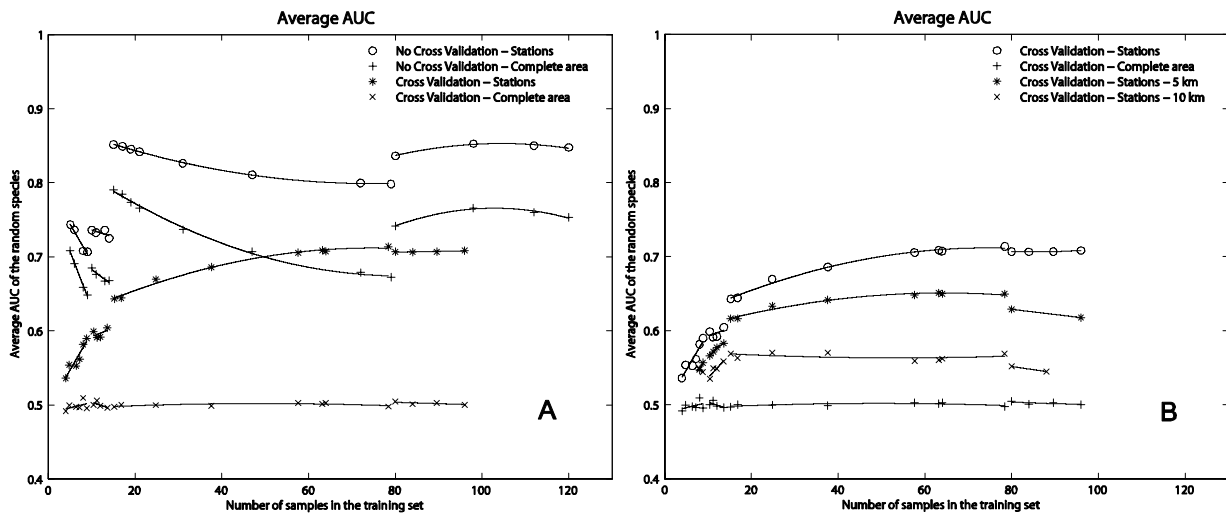 Average AUC
No Cross Validation – Stations
No Cross Validation – Complete area
Cross Validation – Stations
Cross Validation – Complete area
1
0.9
0.8
0.7
0.6
0.5
0.4
Average AUC of the random species
0
20
40
60
80
100
120
Number of samples in the training set
A
Average AUC
Cross Validation – Stations
Cross Validation – Complete area
Cross Validation – Stations – 5 km
Cross Validation – Stations – 10 km
1
0.9
0.8
0.7
0.6
0.5
0.4
Average AUC of the random species
0
20
40
60
80
100
120
Number of samples in the training set
B